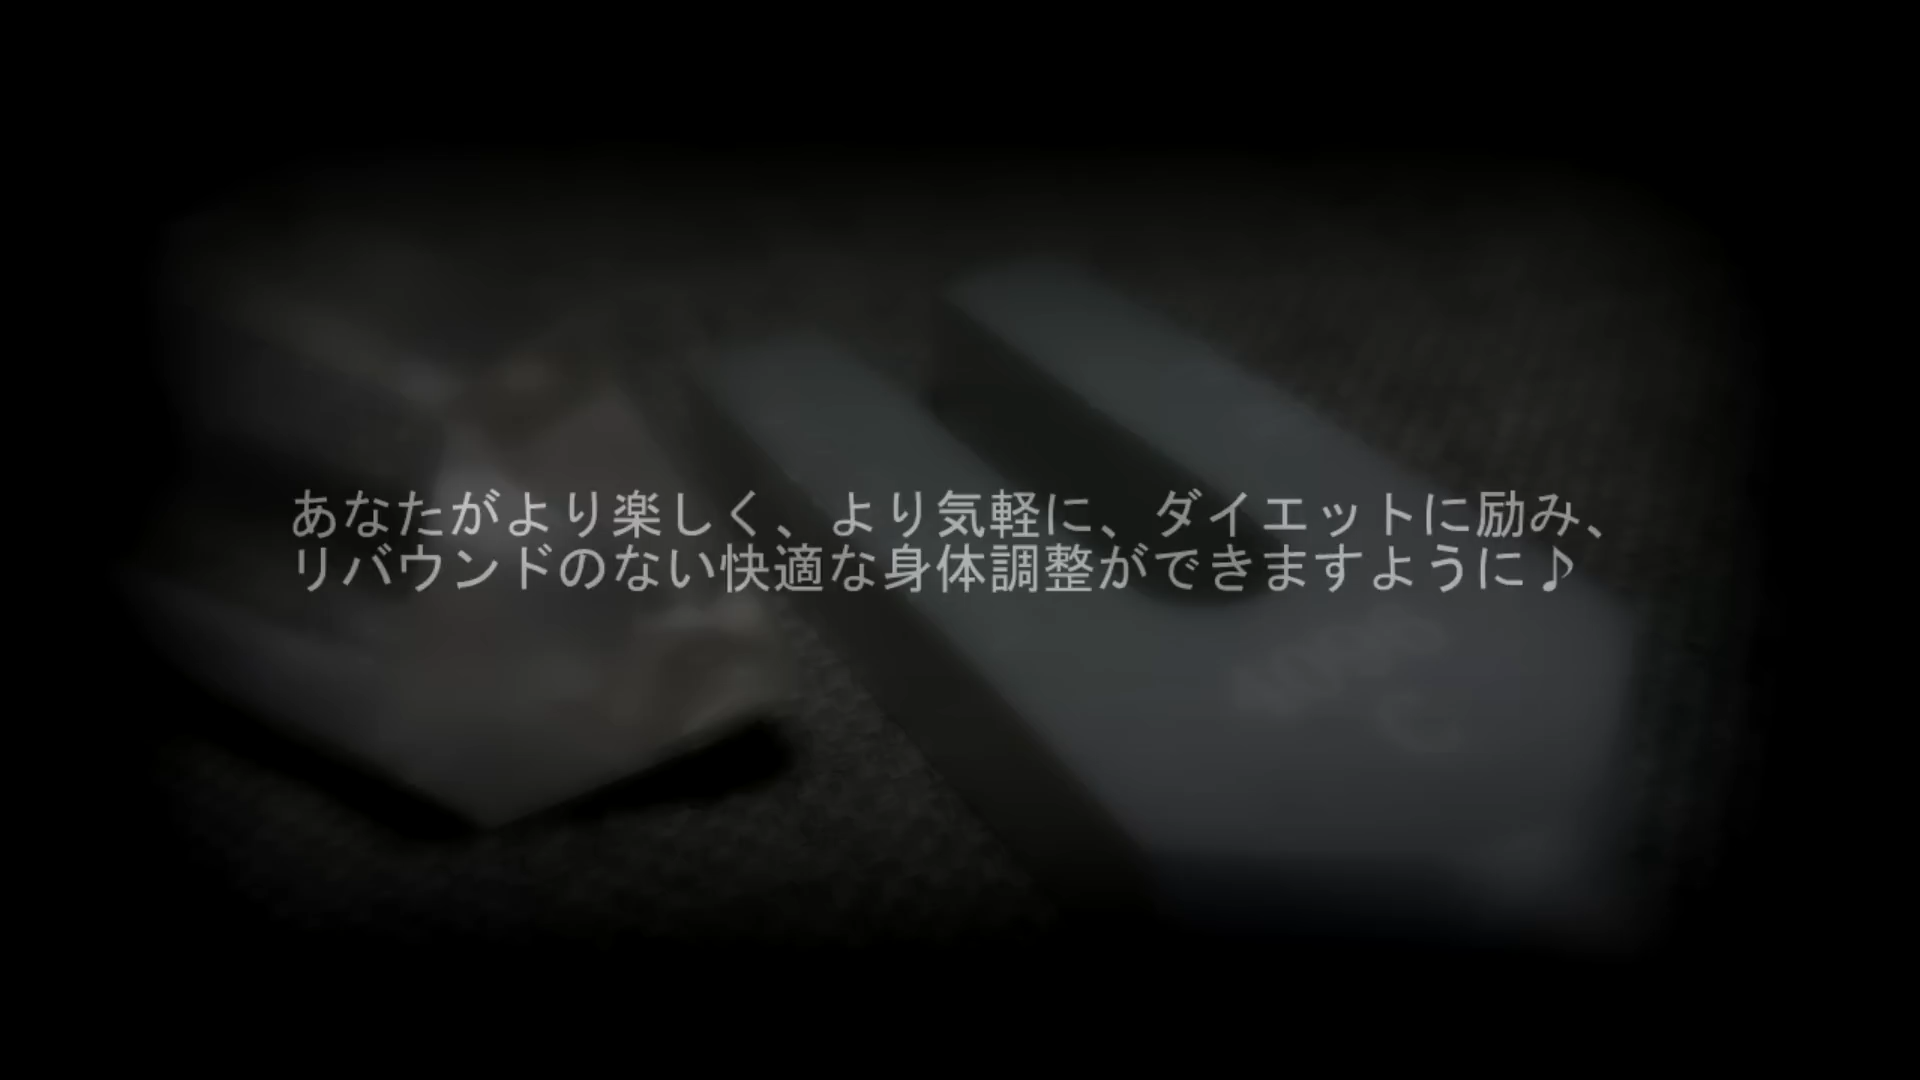 あなたがより楽しく、より気軽に、ダイエットに励み、
リバウンドのない快適な身体調整ができますように♪